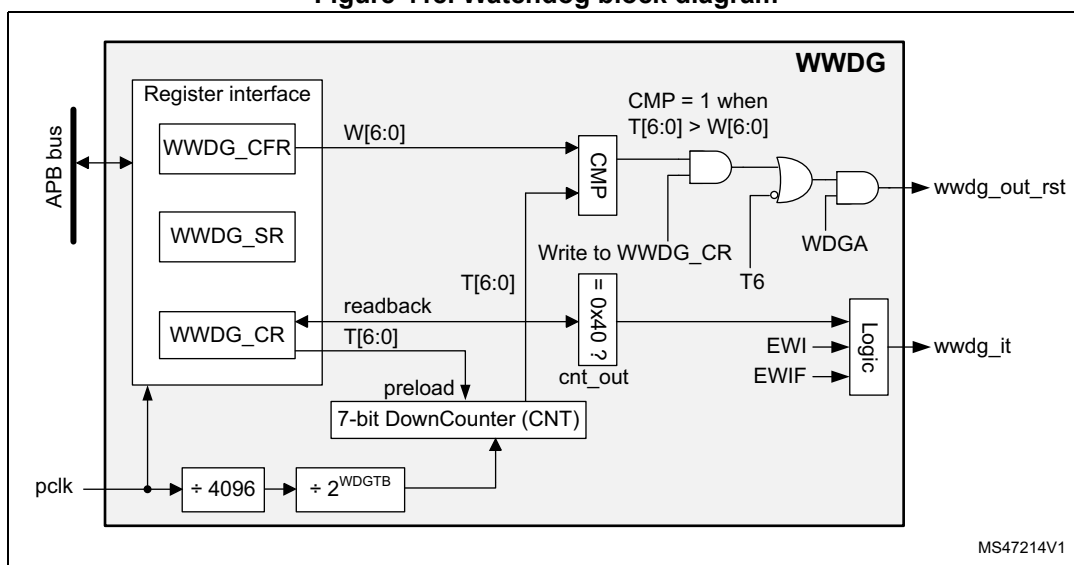 Figure Watchdog block diagram
WWDG
Register interface
CMP = 1 when
T[6:0] > W[6:0]
APB bus
WWDG_CFR
W[6:0]
CMP
wwdg_out_rst
WWDG_SR
Write to WWDG_CR
WDGA
T6
T[6:0]
readback
= 0x40 ?
WWDG_CR
T[6:0]
Logic
EWI
wwdg_it
EWIF
cnt_out
preload
7-bit DownCounter (CNT)
pclk
÷ 4096
÷ 2^WDGTB
MS47214V1